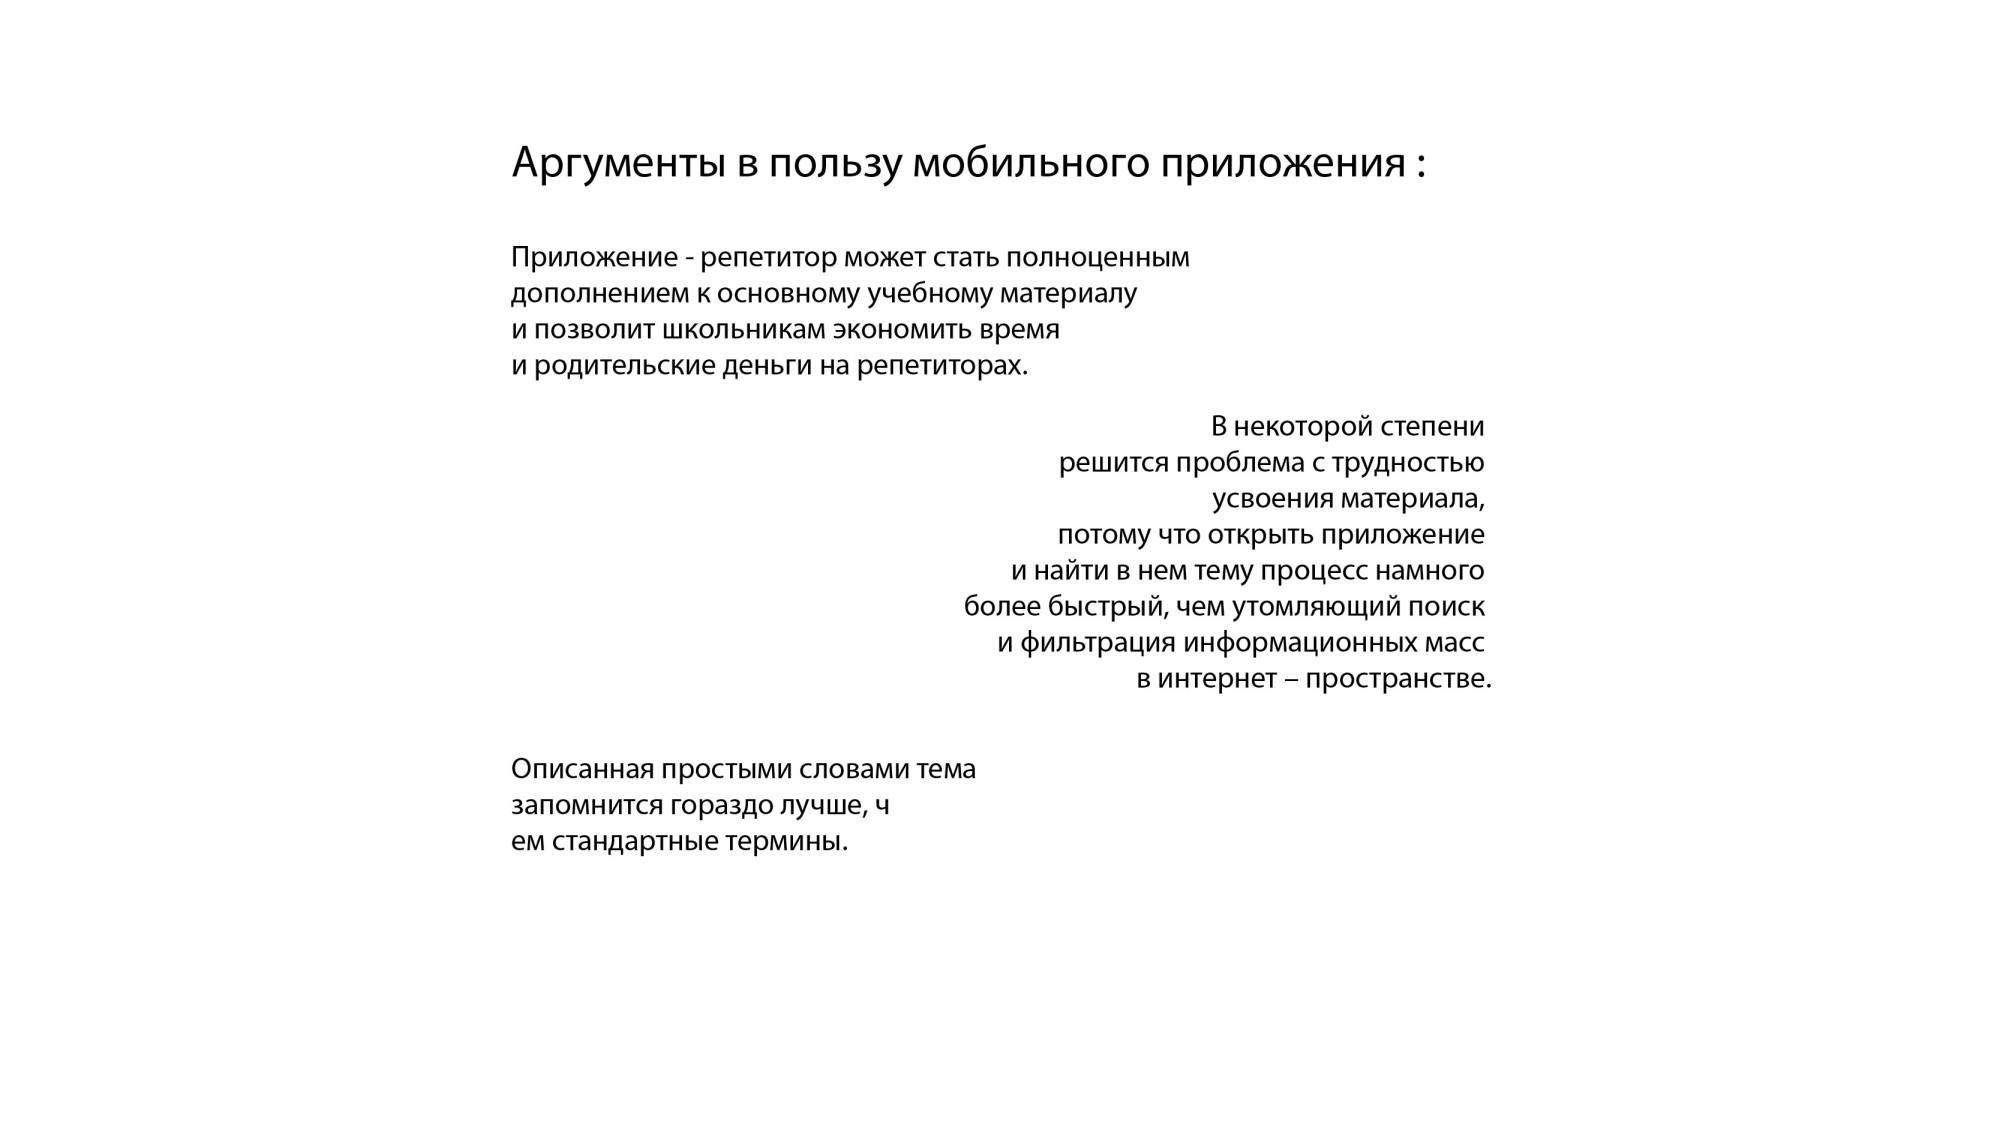 Аргументы в пользу мобильного приложения :
Приложение - репетитор может стать полноценным
дополнением к основному учебному материалу
и позволит школьникам экономить время
и родительские деньги на репетиторах.
В некоторой степени
решится проблема с трудностью
усвоения материала,
потому что открыть приложение
и найти в нем тему процесс намного
более быстрый, чем утомляющий поиск
и фильтрация информационных масс
в интернет – пространстве.
Описанная простыми словами тема
запомнится гораздо лучше, ч
ем стандартные термины.